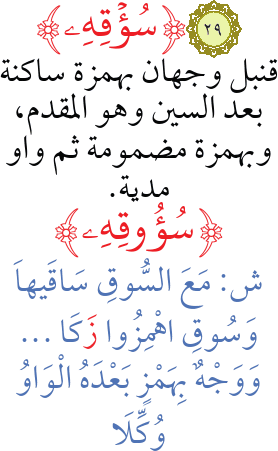 ٢٩ ﴿سُؤۡقِهِۦ﴾
قنبل وجهان بهمزة ساكنة
بعد السين وهو المقدم،
وبهمزة مضمومة ثم واو
مدية.
﴿سُؤُوقِهِۦ﴾
ش: مَعَ السُّوقِ سَاقَيهاَ
وَسُوقِ اهْمِزُوا زَكَا ...
وَوَجْهٌ بِهَمْزٍ بَعْدَهُ الْوَاوُ
وُكِّلَا